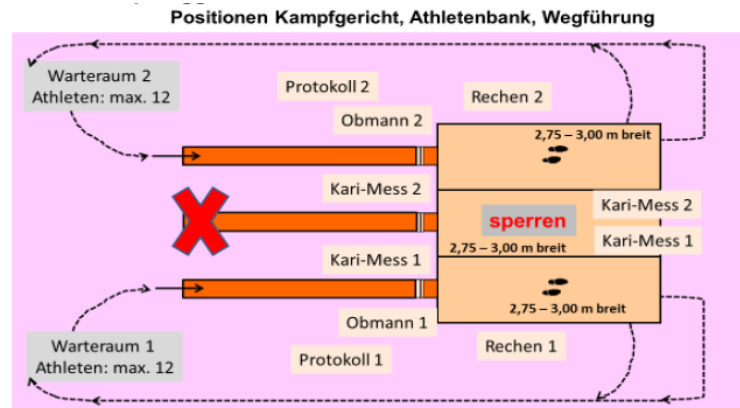 Positionen Kampfgericht, Athletenbank, Wegführung
Warteraum 2
Athleten: max. 12
Protokoll 2
Rechen 2
Obmann 2
2,75 – 3,00 m breit
Kari-Mess 2
Kari-Mess 2
sperren
2,75 – 3,00 m breit
Kari-Mess 1
Kari-Mess 1
2,75 – 3,00 m breit
Obmann 1
Warteraum 1
Athleten: max. 12
Protokoll 1
Rechen 1